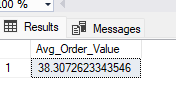 00 %
Results Messages
Avg_Order_Value
1 38.3072623343546